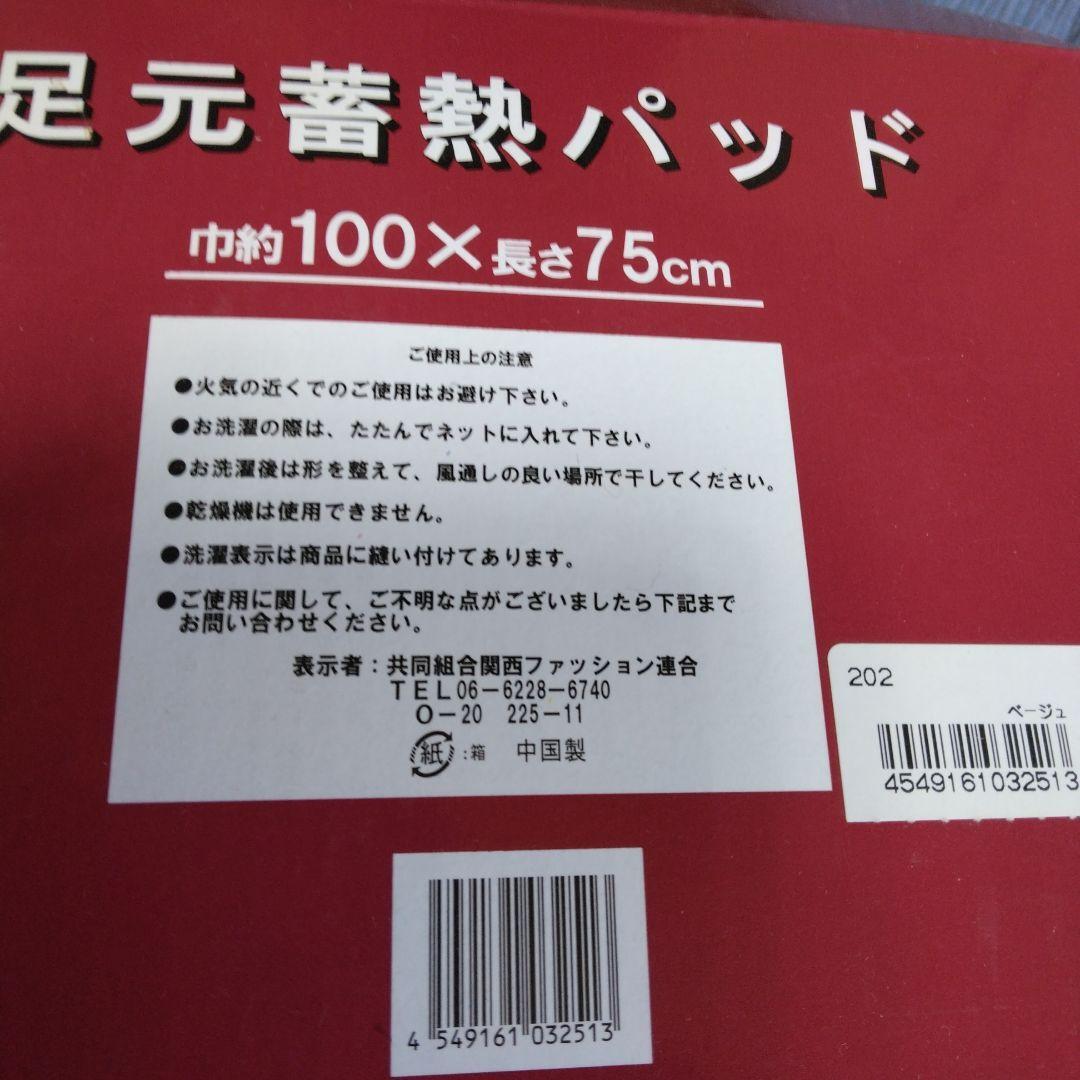 足元蓄熱パッド
巾約100×長さ75cm
ご使用上の注意
●火気の近くでのご使用はお避け下さい。
●お洗濯の際は、たたんでネットに入れて下さい。
●お洗濯後は形を整えて、風通しの良い場所で干してください。
●乾燥機は使用できません。
●洗濯表示は商品に縫い付けてあります。
●ご使用に関して、ご不明な点がございましたら下記まで
お問い合わせください。
表示者：共同組合関西ファッション連合
TEL06-6228-6740
O-20 225-11
紙：箱 中国製
202
ベージュ
4549161032513
4 549161 032513